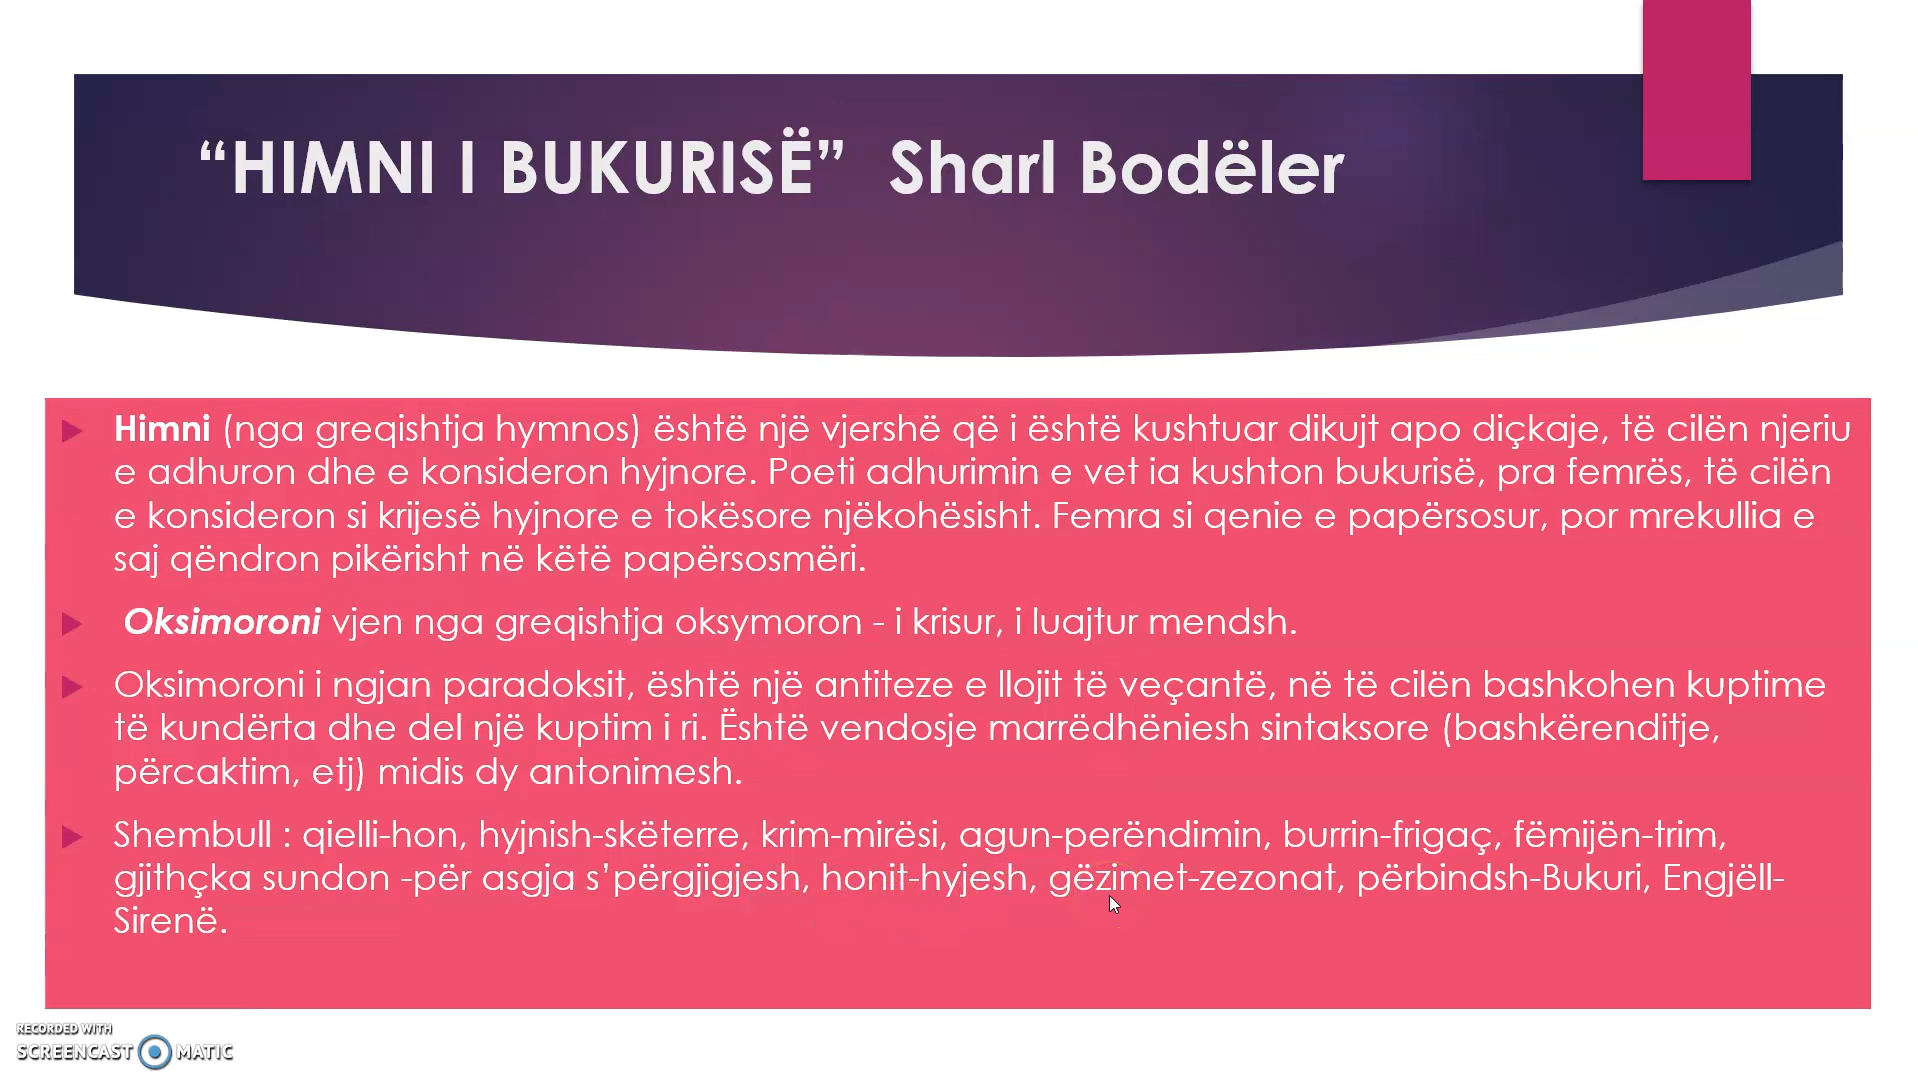 “HIMNI I BUKURISË” Sharl Bodëler
Himni (nga greqishtja hymnos) është një vjershë që i është kushtuar dikujt apo diçkaje, të cilën njeriu
e adhuron dhe e konsideron hyjnore. Poeti adhurimin e vet ia kushton bukurisë, pra femrës, të cilën
e konsideron si krijesë hyjnore e tokësore njëkohësisht. Femra si qenie e papërsosur, por mrekullia e
saj qëndron pikërisht në këtë papërsosmëri.
Oksimoroni vjen nga greqishtja oksymoron - i krisur, i luajtur mendsh.
Oksimoroni i ngjan paradoksit, është një antiteze e llojit të veçantë, në të cilën bashkohen kuptime
të kundërta dhe del një kuptim i ri. Është vendosje marrëdhëniesh sintaksore (bashkërenditje,
përcaktim, etj) midis dy antonimesh.
Shembull : qielli-hon, hyjnish-skëterre, krim-mirësi, agun-perëndimin, burrin-frigaç, fëmijën-trim,
gjithçka sundon -për asgja s’përgjigjesh, honit-hyjesh, gëzimet-zezonat, përbindsh-Bukuri, Engjëll-
Sirenë.
RECORDED WITH
SCREENCAST MATIC